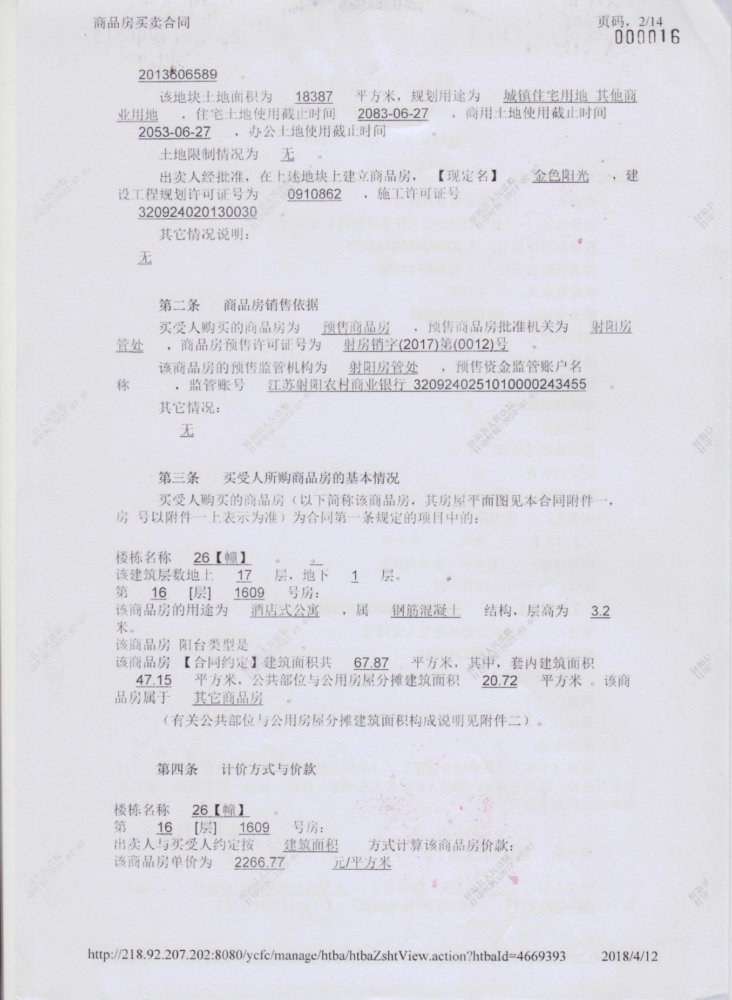 商品房买卖合同
页码，2/14
000016
2013606589 。
该地块土地面积为 18387 平方米，规划用途为 城镇住宅用地 其他商
业用地 ，住宅土地使用截止时间 2083-06-27 ，商用土地使用截止时间
2053-06-27 ，办公土地使用截止时间 。
土地限制情况为 无 。
出卖人经批准，在上述地块上建立商品房，【现定名】 金色阳光 ，建
设工程规划许可证号为 0910862 ，施工许可证号
320924020130030 。
其它情况说明：
无
第二条 商品房销售依据
买受人购买的商品房为 预售商品房 ，预售商品房批准机关为 射阳房
管处 ，商品房预售许可证号为 射房销字(2017)第(0012)号 。
该商品房的预售监管机构为 射阳房管处 ，预售资金监管账户名
称 ，监管账号 江苏射阳农村商业银行 3209240251010000243455 。
其它情况：
无
第三条 买受人所购商品房的基本情况
买受人购买的商品房（以下简称该商品房，其房屋平面图见本合同附件一，
房 号以附件一上表示为准）为合同第一条规定的项目中的：
楼栋名称 26【幢】 。 。
该建筑层数地上 17 层，地下 1 层。
第 16 [层] 1609 号房：
该商品房的用途为 酒店式公寓 ，属 钢筋混凝土 结构，层高为 3.2
米。
该商品房 阳台类型是 。
该商品房 【合同约定】建筑面积共 67.87 平方米，其中，套内建筑面积
47.15 平方米，公共部位与公用房屋分摊建筑面积 20.72 平方米 。该商
品房属于 其它商品房 。
（有关公共部位与公用房屋分摊建筑面积构成说明见附件二）。
第四条 计价方式与价款
楼栋名称 26【幢】 。
第 16 [层] 1609 号房：
出卖人与买受人约定按 建筑面积 方式计算该商品房价款：
该商品房单价为 2266.77 元/平方米
射阳县人民法院
打印时间:2022-07-07
http://218.92.207.202:8080/ycfc/manage/htba/htbaZshtView.action?htbaId=4669393
2018/4/12